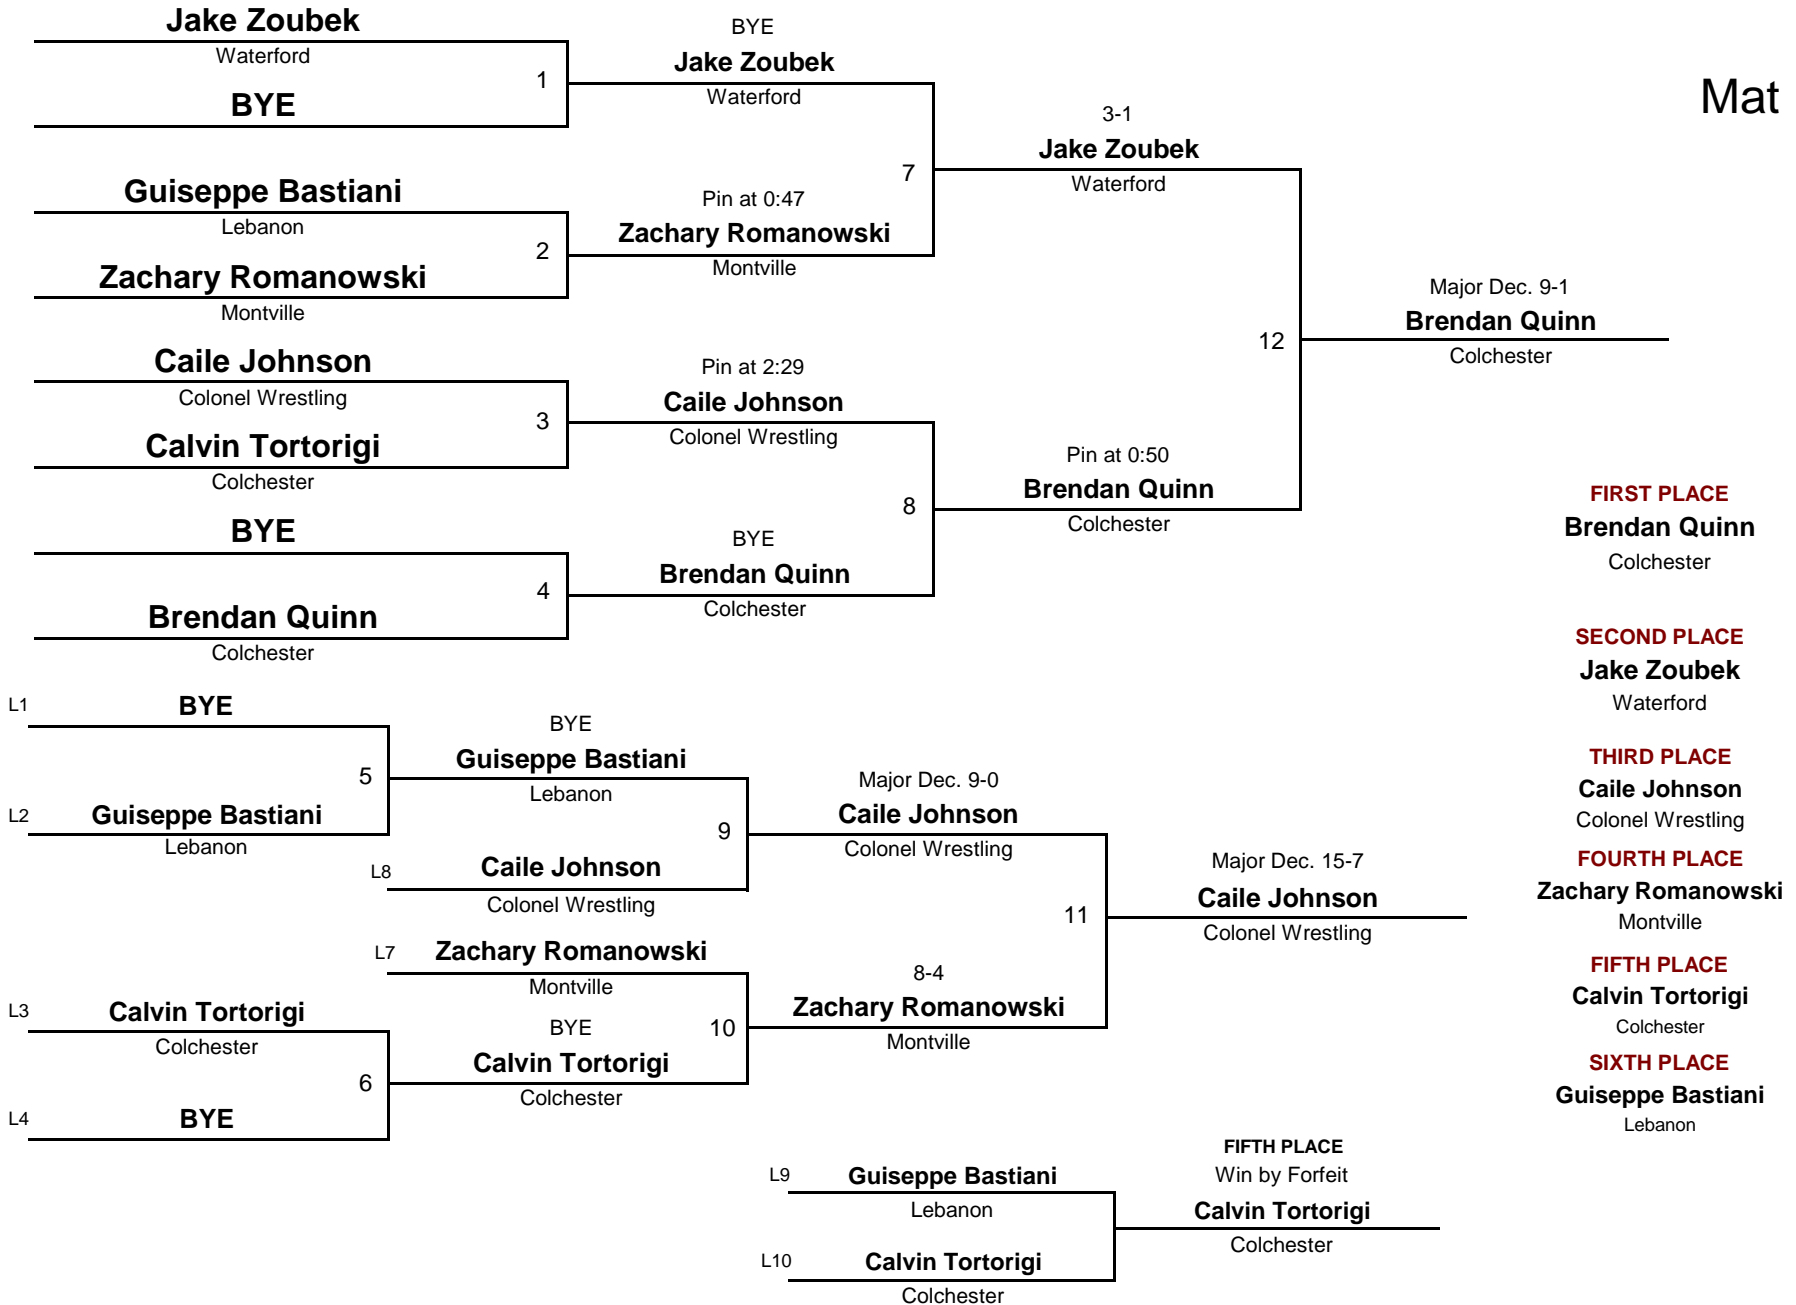 Jake Zoubek
Waterford
1
BYE
Guiseppe Bastiani
Lebanon
2
Zachary Romanowski
Montville
Caile Johnson
Colonel Wrestling
3
Calvin Tortorigi
Colchester
BYE
4
Brendan Quinn
Colchester
BYE
Jake Zoubek
Waterford
7
Pin at 0:47
Zachary Romanowski
Montville
Pin at 2:29
Caile Johnson
Colonel Wrestling
8
BYE
Brendan Quinn
Colchester
3-1
Jake Zoubek
Waterford
12
Pin at 0:50
Brendan Quinn
Colchester
Major Dec. 9-1
Brendan Quinn
Colchester
Mat
L1 BYE
5
L2 Guiseppe Bastiani
Lebanon
L3 Calvin Tortorigi
Colchester
6
L4 BYE
BYE
Guiseppe Bastiani
Lebanon
9
L8 Caile Johnson
Colonel Wrestling
L7 Zachary Romanowski
Montville
BYE 10
Calvin Tortorigi
Colchester
Major Dec. 9-0
Caile Johnson
Colonel Wrestling
11
8-4
Zachary Romanowski
Montville
Major Dec. 15-7
Caile Johnson
Colonel Wrestling
L9 Guiseppe Bastiani
Lebanon
L10 Calvin Tortorigi
Colchester
FIFTH PLACE
Win by Forfeit
Calvin Tortorigi
Colchester
FIRST PLACE
Brendan Quinn
Colchester
SECOND PLACE
Jake Zoubek
Waterford
THIRD PLACE
Caile Johnson
Colonel Wrestling
FOURTH PLACE
Zachary Romanowski
Montville
FIFTH PLACE
Calvin Tortorigi
Colchester
SIXTH PLACE
Guiseppe Bastiani
Lebanon